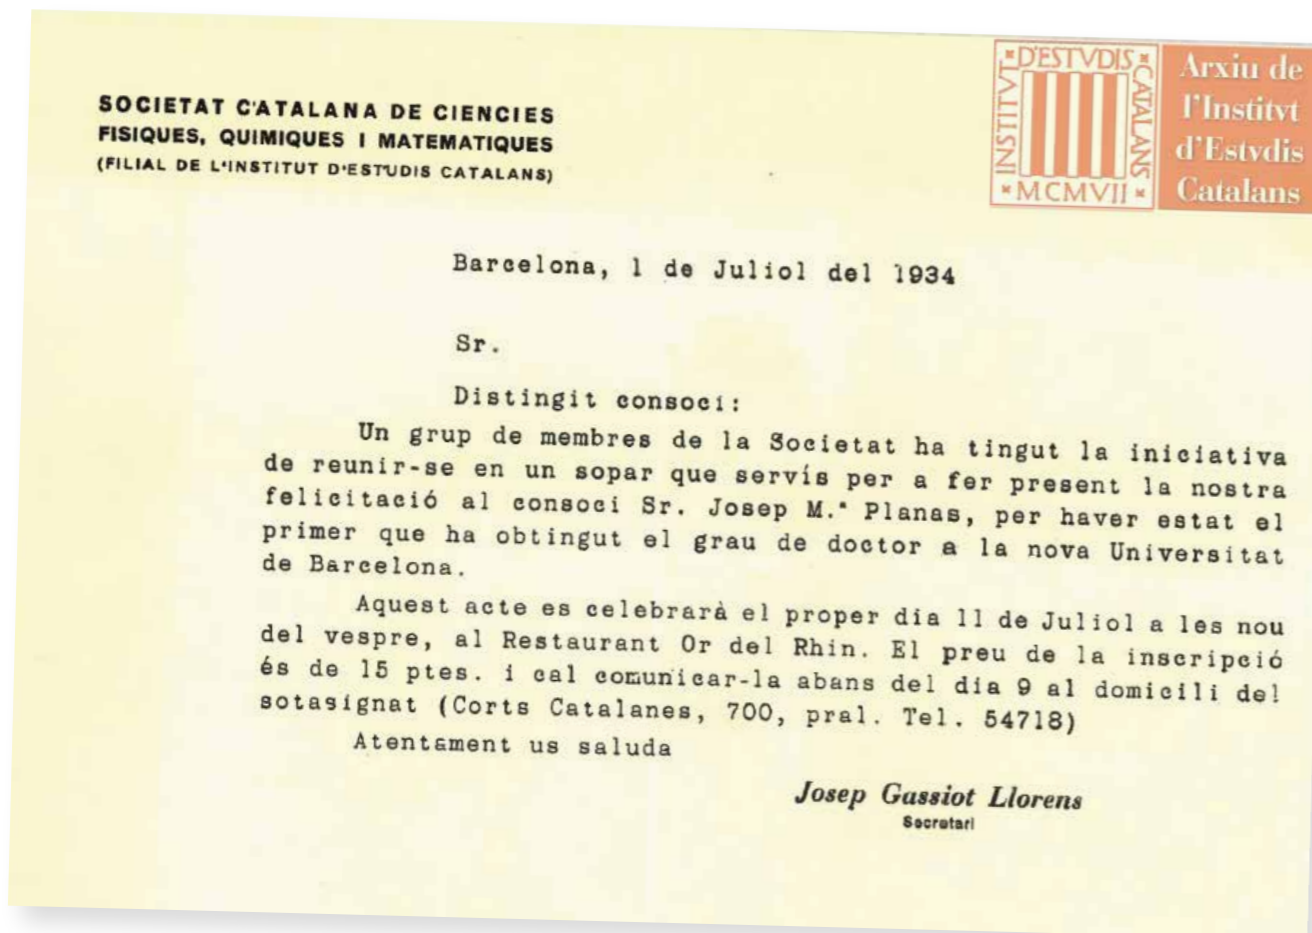 SOCIETAT CATALANA DE CIENCIES
FISIQUES, QUIMIQUES I MATEMATIQUES
(FILIAL DE L'INSTITUT D'ESTUDIS CATALANS)
INSTITVT D'ESTVDIS CATALANS
MCMVII
Arxiu de
l'Institvt
d'Estvdis
Catalans
Barcelona, 1 de Juliol del 1934
Sr.
Distingit consoci:
Un grup de membres de la Societat ha tingut la iniciativa
de reunir-se en un sopar que servís per a fer present la nostra
felicitació al consoci Sr. Josep M.ª Planas, per haver estat el
primer que ha obtingut el grau de doctor a la nova Universitat
de Barcelona.
Aquest acte es celebrarà el proper dia 11 de Juliol a les nou
del vespre, al Restaurant Or del Rhin. El preu de la inscripció
és de 15 ptes. i cal comunicar-la abans del dia 9 al domicili del
sotasignat (Corts Catalanes, 700, pral. Tel. 54718)
Atentament us saluda
Josep Gassiot Llorens
Secretari